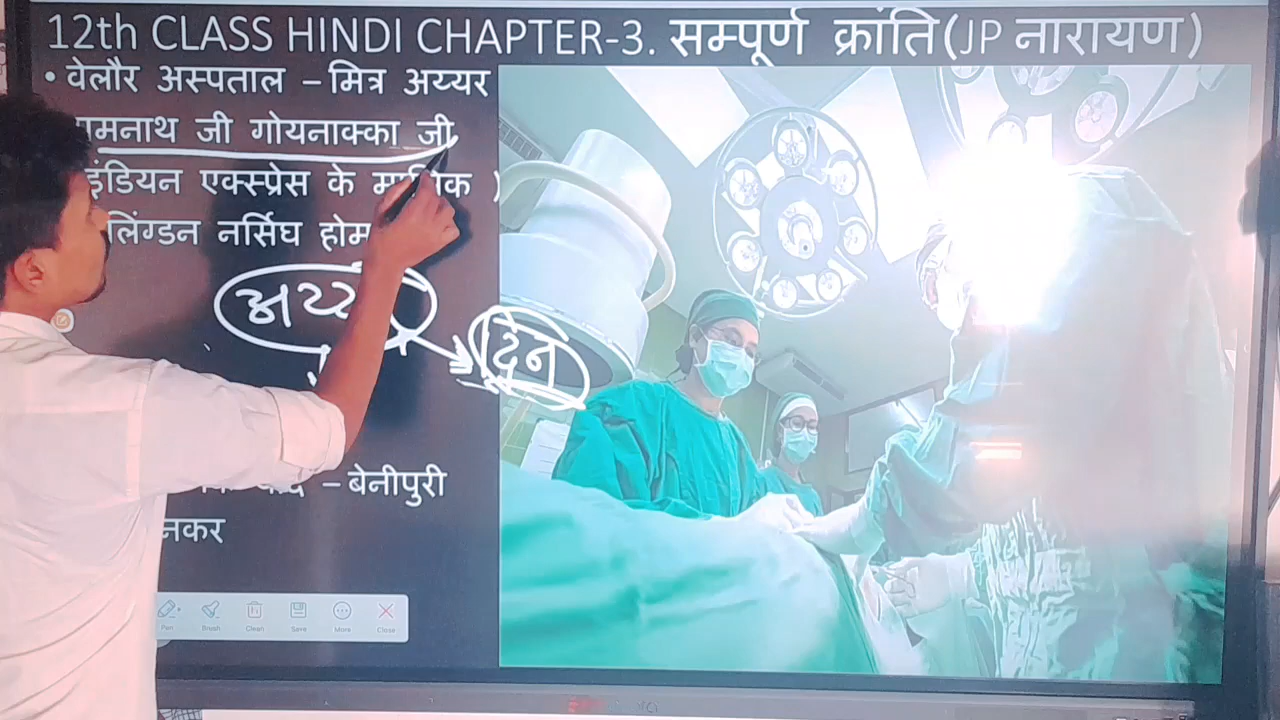 12th CLASS HINDI CHAPTER-3. सम्पूर्ण क्रांति(JP नारायण)
• वेलौर अस्पताल – मित्र अय्यर
मनाथ जी गोयनाक्का जी
इंडियन एक्स्प्रेस के मालिक )
लिंग्डन नर्सिंघ होम
अय्यर
दिन
– बेनीपुरी
नकर
Pen Brush Clean Save More Close